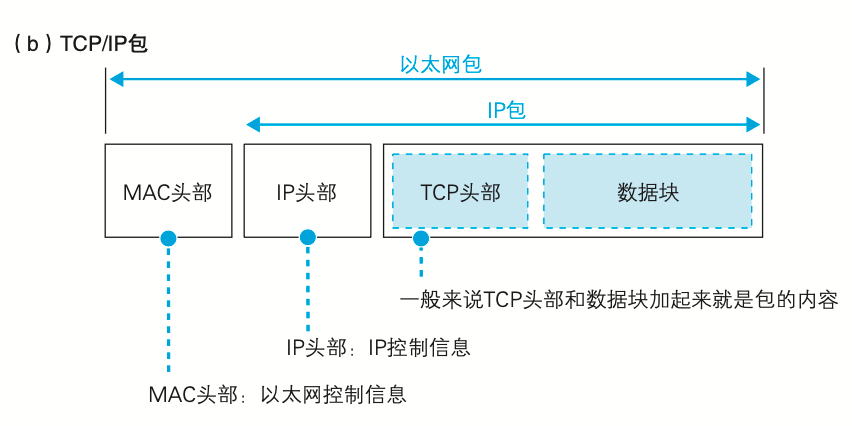 (b) TCP/IP包
以太网包
IP包
MAC头部
IP头部
TCP头部
数据块
一般来说TCP头部和数据块加起来就是包的内容
IP头部：IP控制信息
MAC头部：以太网控制信息